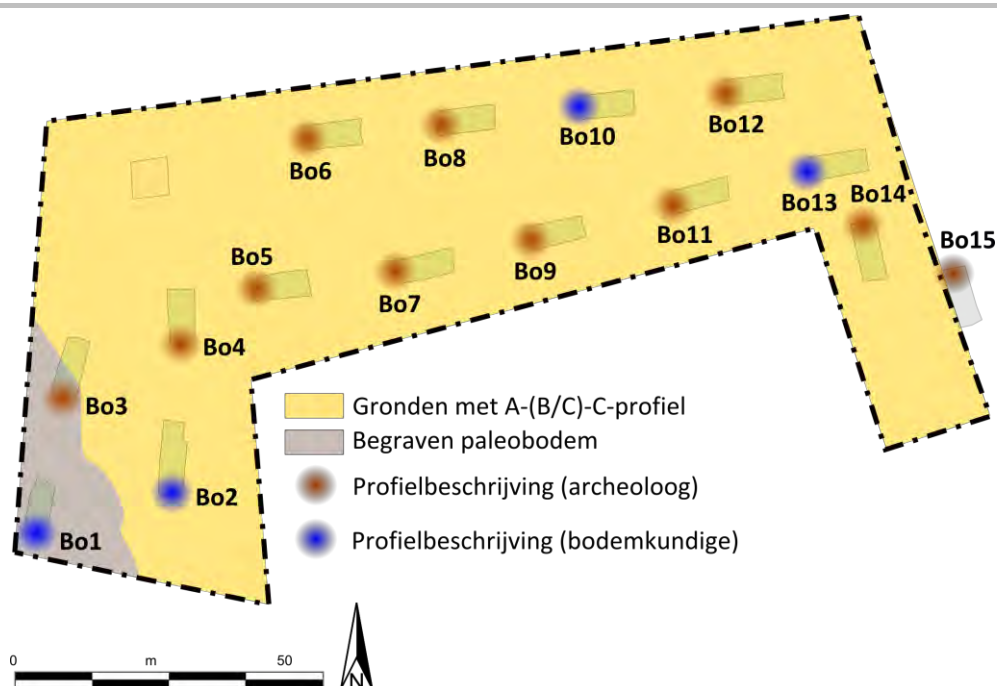 Bo6
Bo8
Bo10
Bo12
Bo13
Bo14
Bo11
Bo15
Bo5
Bo9
Bo7
Bo4
Bo3
Bo2
Bo1
Gronden met A-(B/C)-C-profiel
Begraven paleobodem
Profielbeschrijving (archeoloog)
Profielbeschrijving (bodemkundige)
0 m 50
N